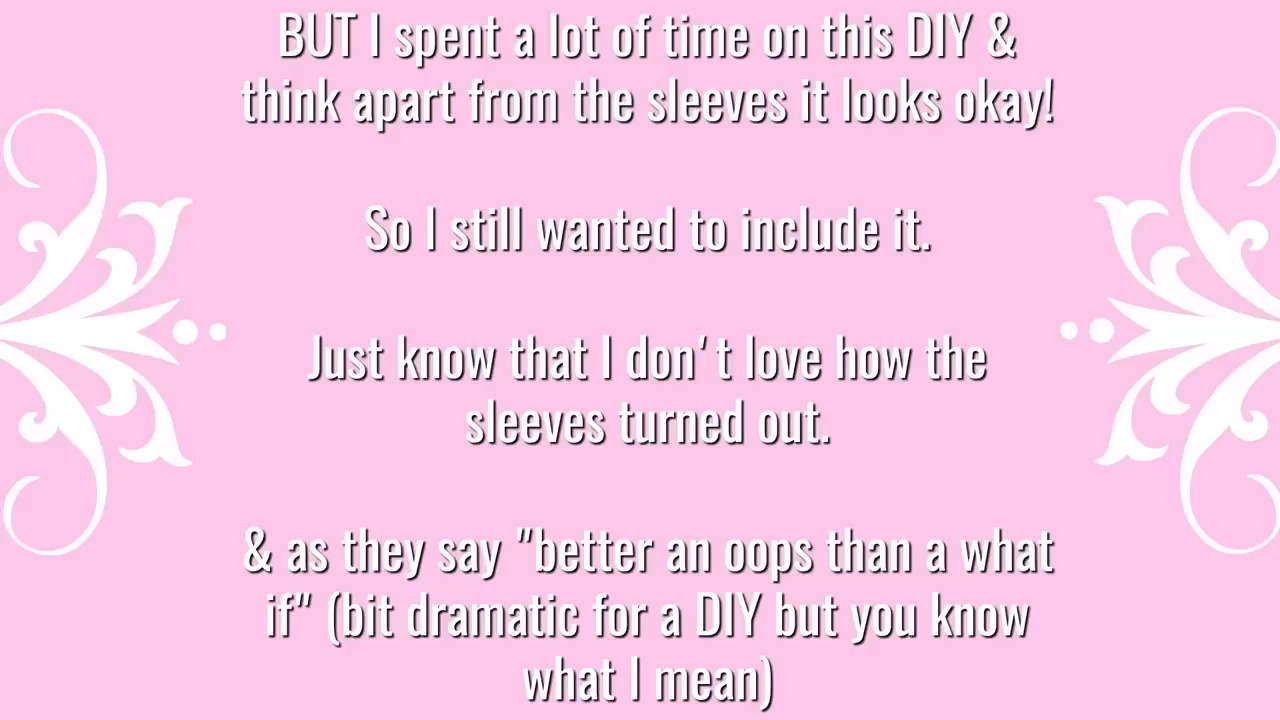 BUT I spent a lot of time on this DIY &
think apart from the sleeves it looks okay!
So I still wanted to include it.
Just know that I don't love how the
sleeves turned out.
& as they say "better an oops than a what
if" (bit dramatic for a DIY but you know
what I mean)